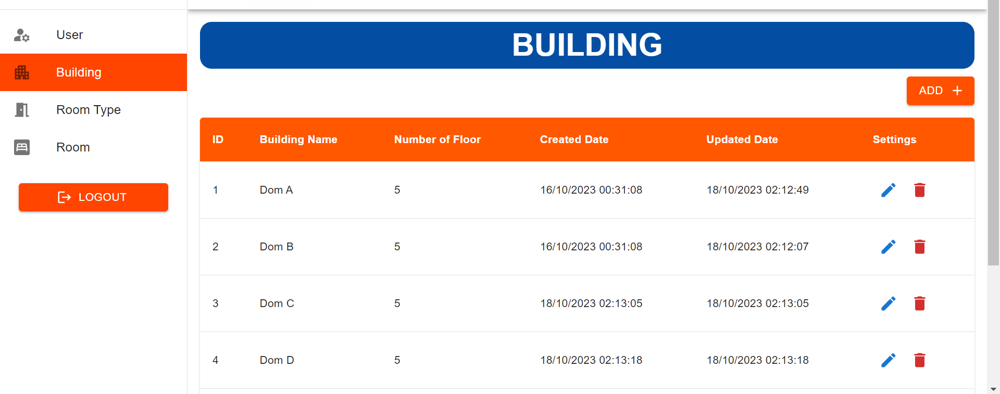 User
Building
Room Type
Room
LOGOUT
BUILDING
ADD
ID Building Name Number of Floor Created Date Updated Date Settings
1 Dom A 5 16/10/2023 00:31:08 18/10/2023 02:12:49
2 Dom B 5 16/10/2023 00:31:08 18/10/2023 02:12:07
3 Dom C 5 18/10/2023 02:13:05 18/10/2023 02:13:05
4 Dom D 5 18/10/2023 02:13:18 18/10/2023 02:13:18